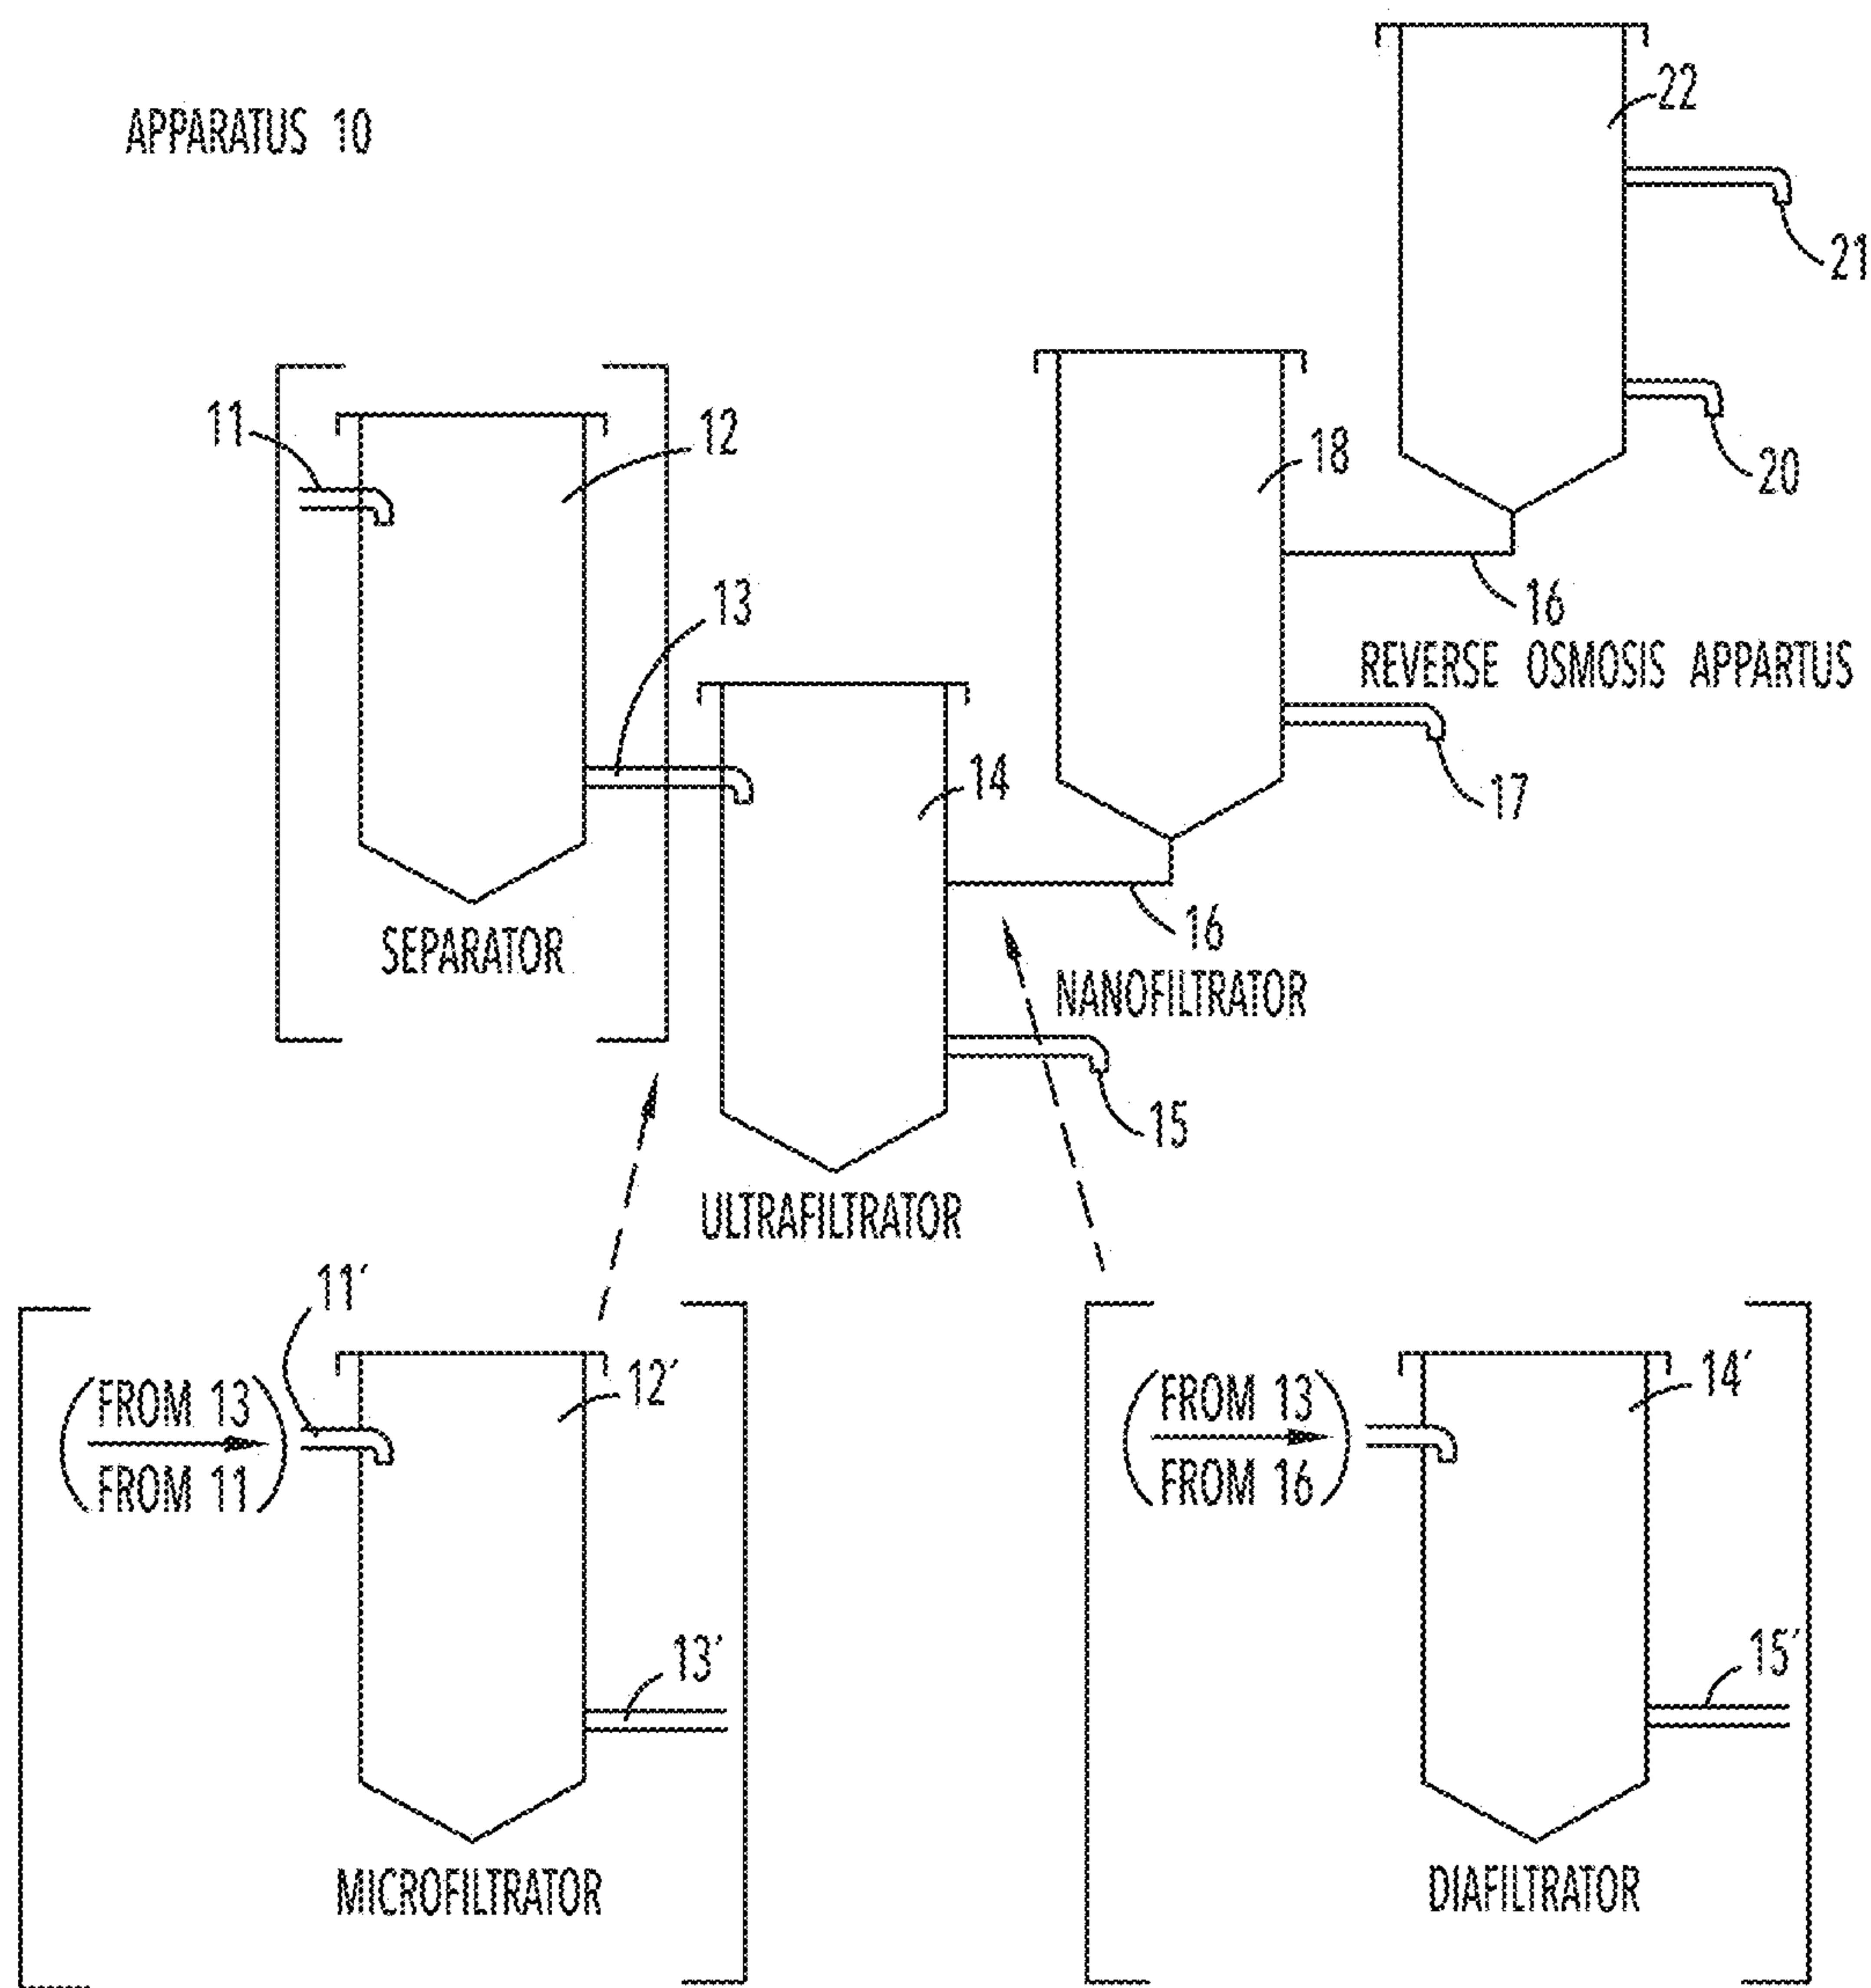 APPARATUS 10
22
21
20
16
REVERSE OSMOSIS APPARTUS
18
17
16
NANOFILTRATOR
11
12
13
SEPARATOR
14
15
ULTRAFILTRATOR
11′
(FROM 13
FROM 11)
12′
13′
MICROFILTRATOR
(FROM 13
FROM 16)
14′
15′
DIAFILTRATOR